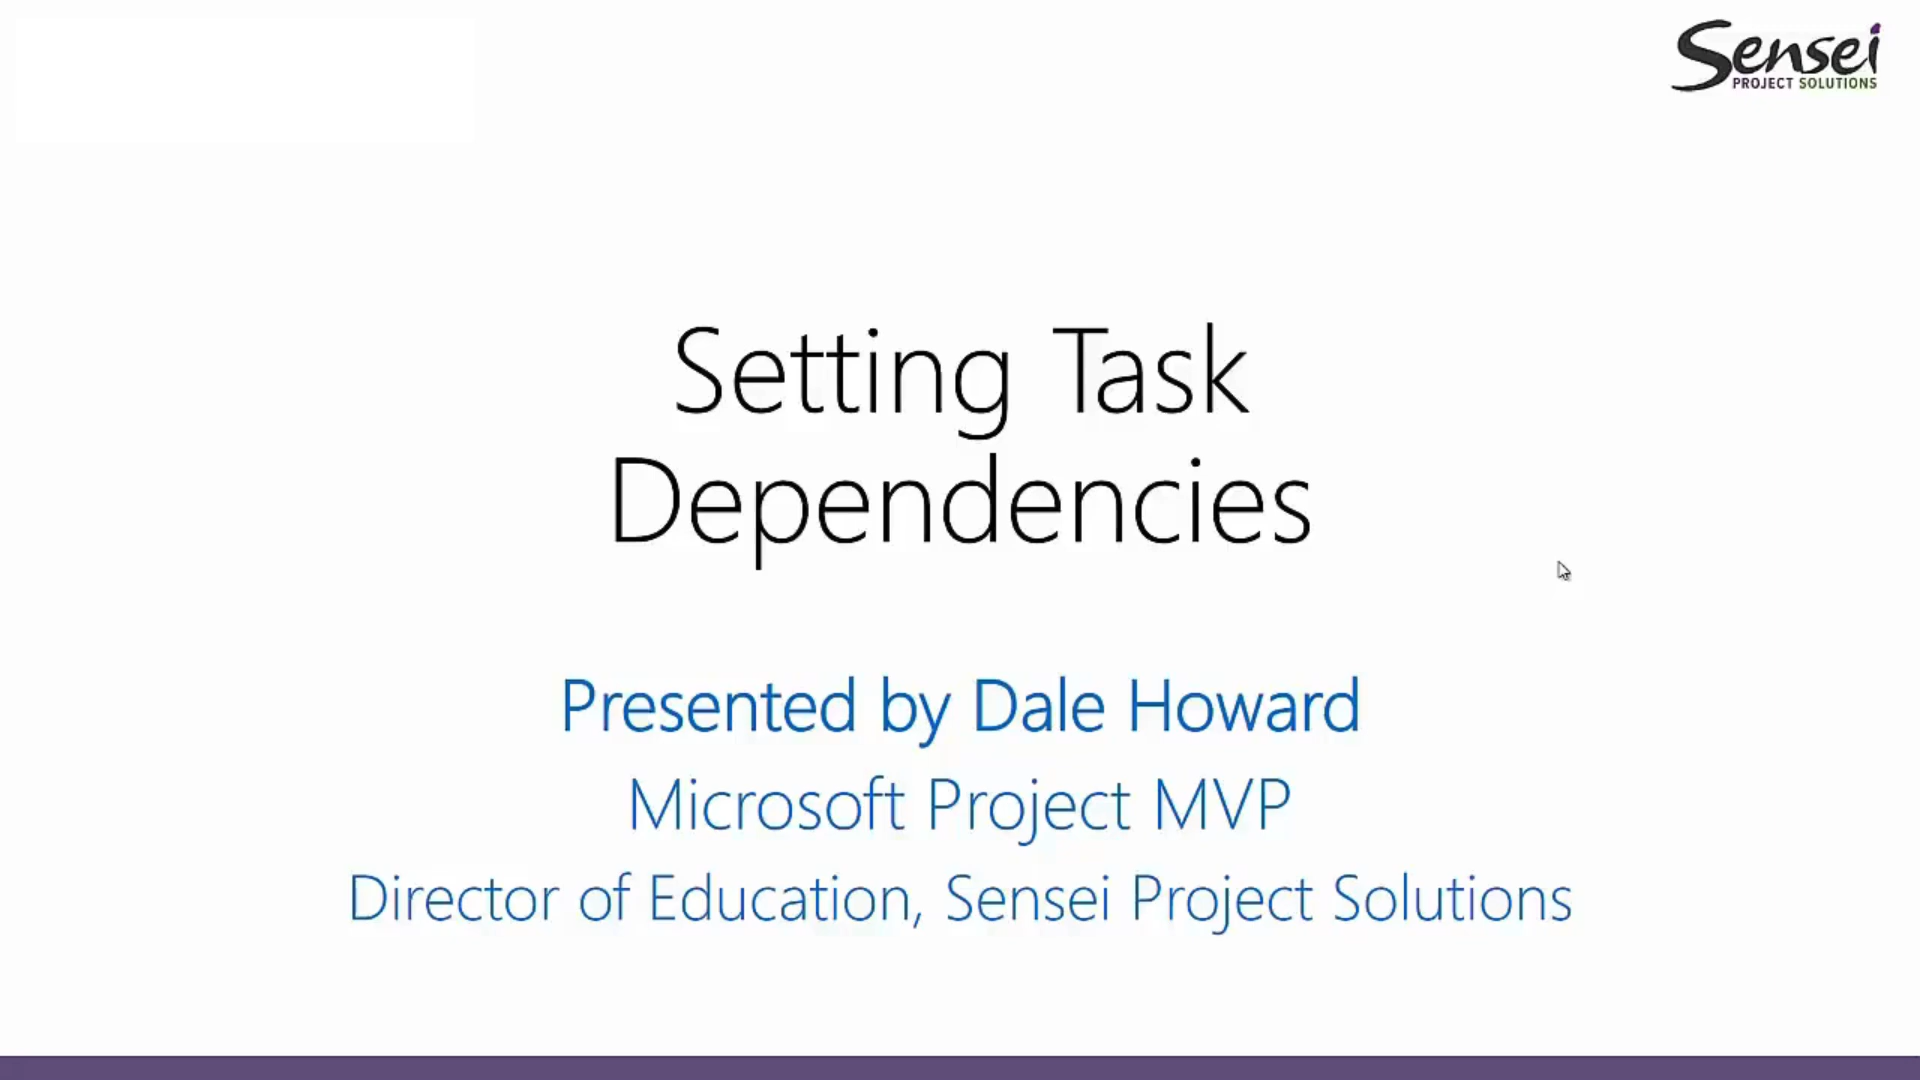 Sensei
PROJECT SOLUTIONS
Setting Task
Dependencies
Presented by Dale Howard
Microsoft Project MVP
Director of Education, Sensei Project Solutions